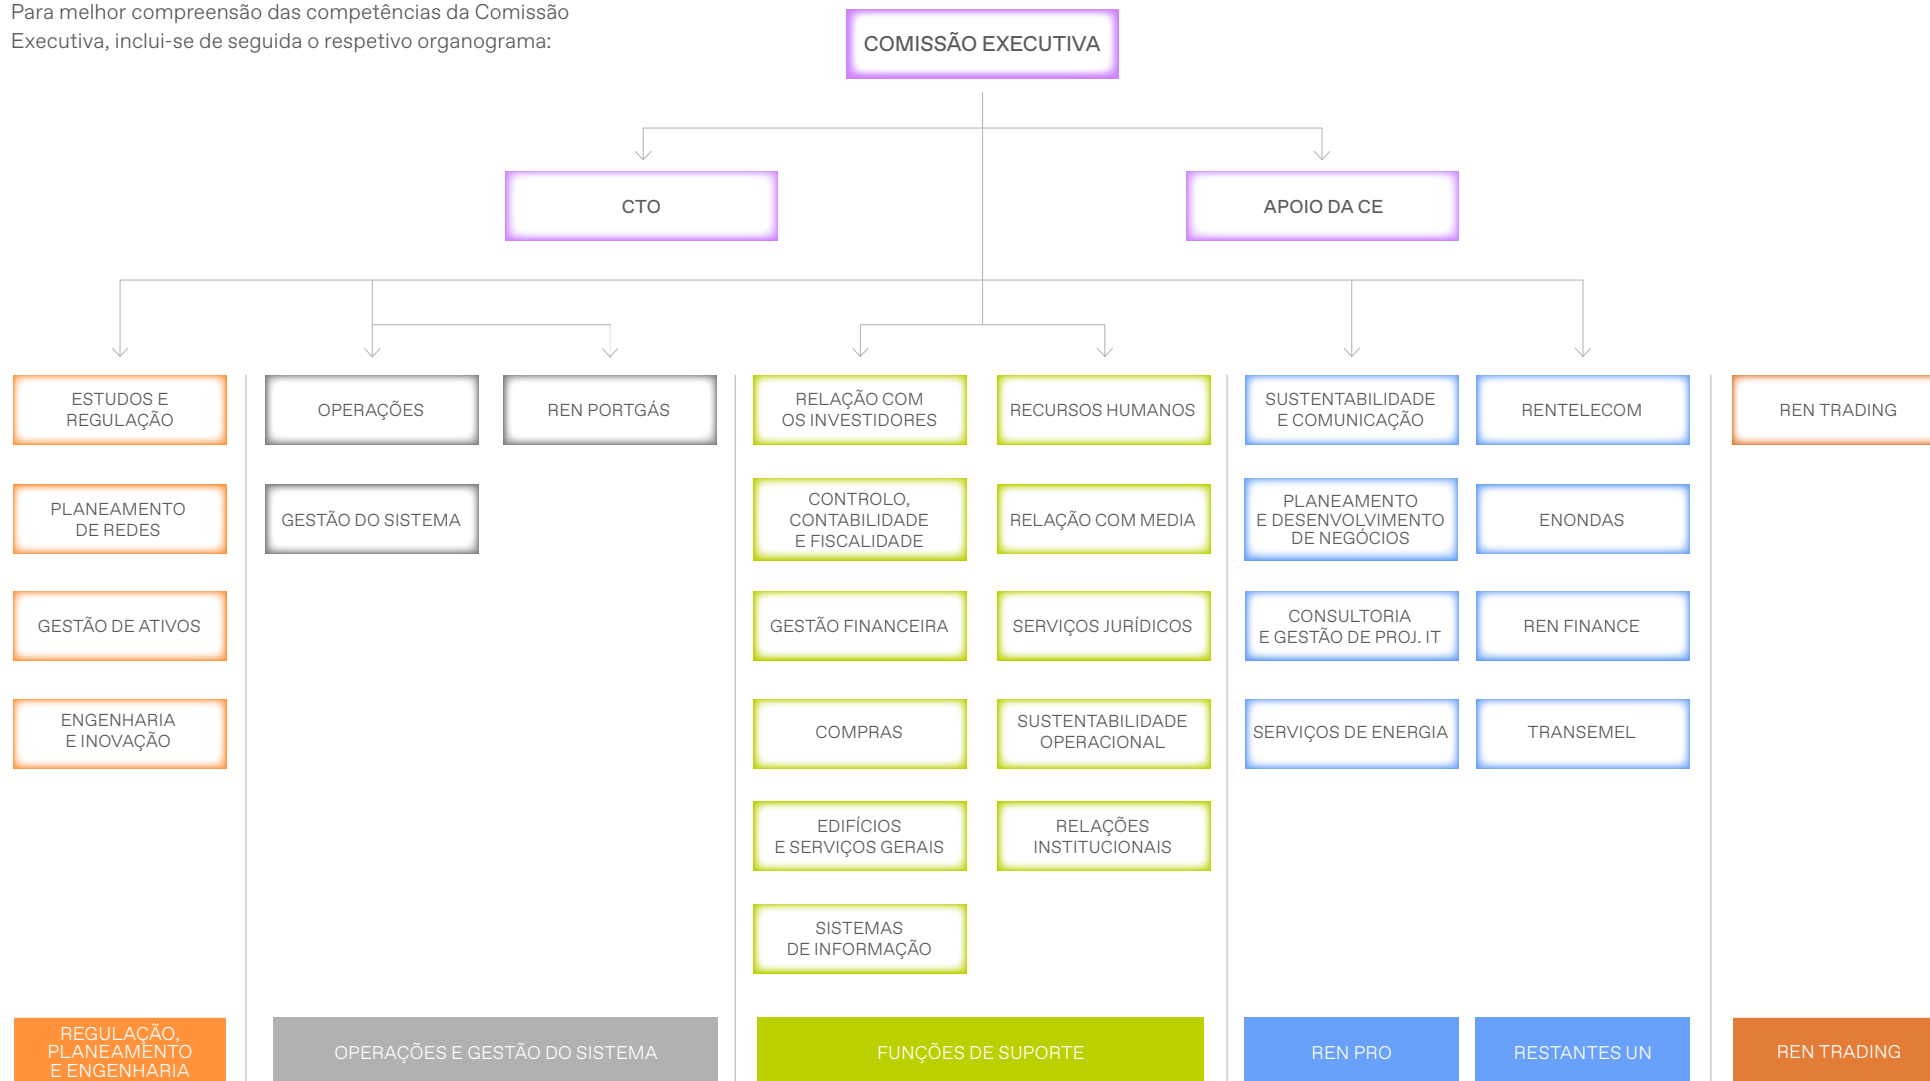 Para melhor compreensão das competências da Comissão
Executiva, inclui-se de seguida o respetivo organograma:
COMISSÃO EXECUTIVA
CTO
APOIO DA CE
ESTUDOS E
REGULAÇÃO
OPERAÇÕES
REN PORTGÁS
RELAÇÃO COM
OS INVESTIDORES
RECURSOS HUMANOS
SUSTENTABILIDADE
E COMUNICAÇÃO
RENTELECOM
REN TRADING
PLANEAMENTO
DE REDES
GESTÃO DO SISTEMA
CONTROLO,
CONTABILIDADE
E FISCALIDADE
RELAÇÃO COM MEDIA
PLANEAMENTO
E DESENVOLVIMENTO
DE NEGÓCIOS
ENONDAS
GESTÃO DE ATIVOS
GESTÃO FINANCEIRA
SERVIÇOS JURÍDICOS
CONSULTORIA
E GESTÃO DE PROJ. IT
REN FINANCE
ENGENHARIA
E INOVAÇÃO
COMPRAS
SUSTENTABILIDADE
OPERACIONAL
SERVIÇOS DE ENERGIA
TRANSEMEL
EDIFÍCIOS
E SERVIÇOS GERAIS
RELAÇÕES
INSTITUCIONAIS
SISTEMAS
DE INFORMAÇÃO
REGULAÇÃO,
PLANEAMENTO
E ENGENHARIA
OPERAÇÕES E GESTÃO DO SISTEMA
FUNÇÕES DE SUPORTE
REN PRO
RESTANTES UN
REN TRADING